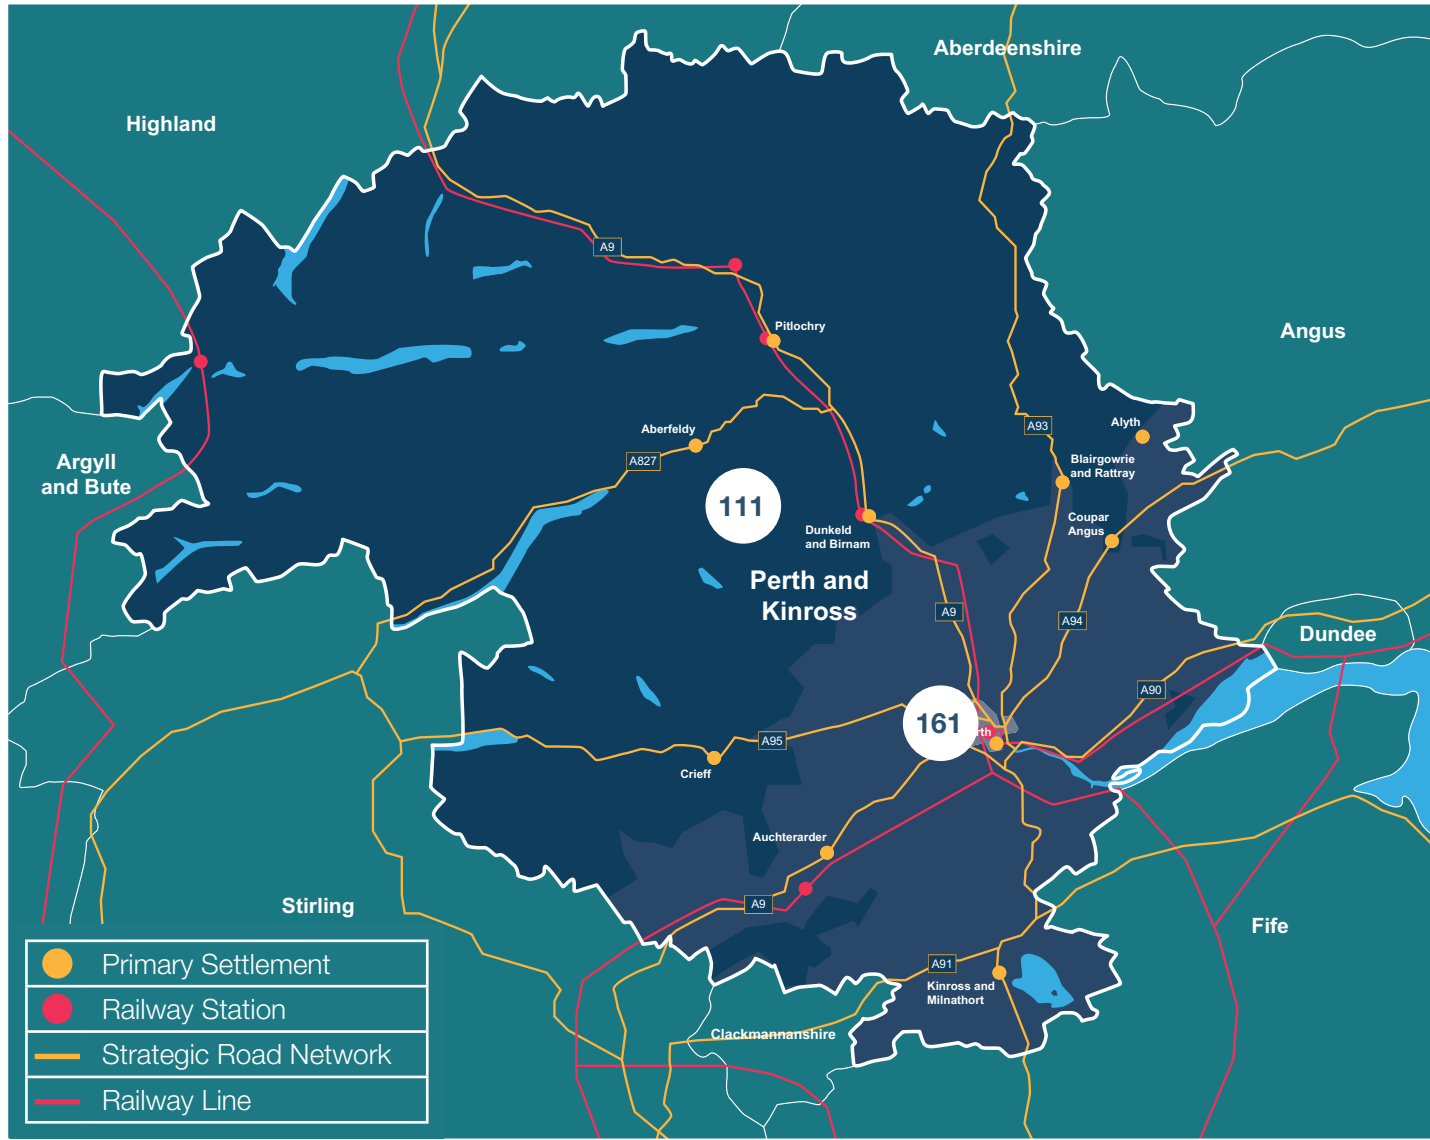 Aberdeenshire
Highland
A9
Pitlochry
Angus
Aberfeldy
A827
A93
Alyth
Blairgowrie
and Rattray
Argyll
and Bute
111
Coupar
Angus
Dunkeld
and Birnam
Perth and
Kinross
A9
A94
Dundee
A90
161
rth
A95
Crieff
Auchterarder
A9
Stirling
Fife
A91
Kinross and
Milnathort
Clackmannanshire
Primary Settlement
Railway Station
Strategic Road Network
Railway Line